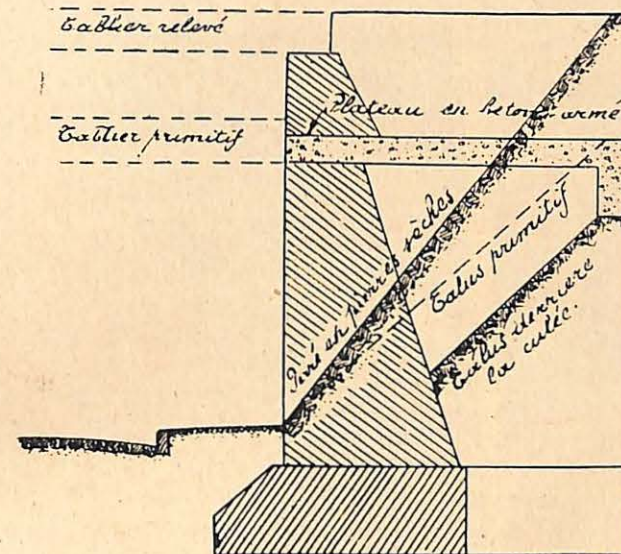 Tablier relevé
Plateau en béton armé
Tablier primitif
Perré en pierres sèches
Talus primitif
Talus derrière
la culée.